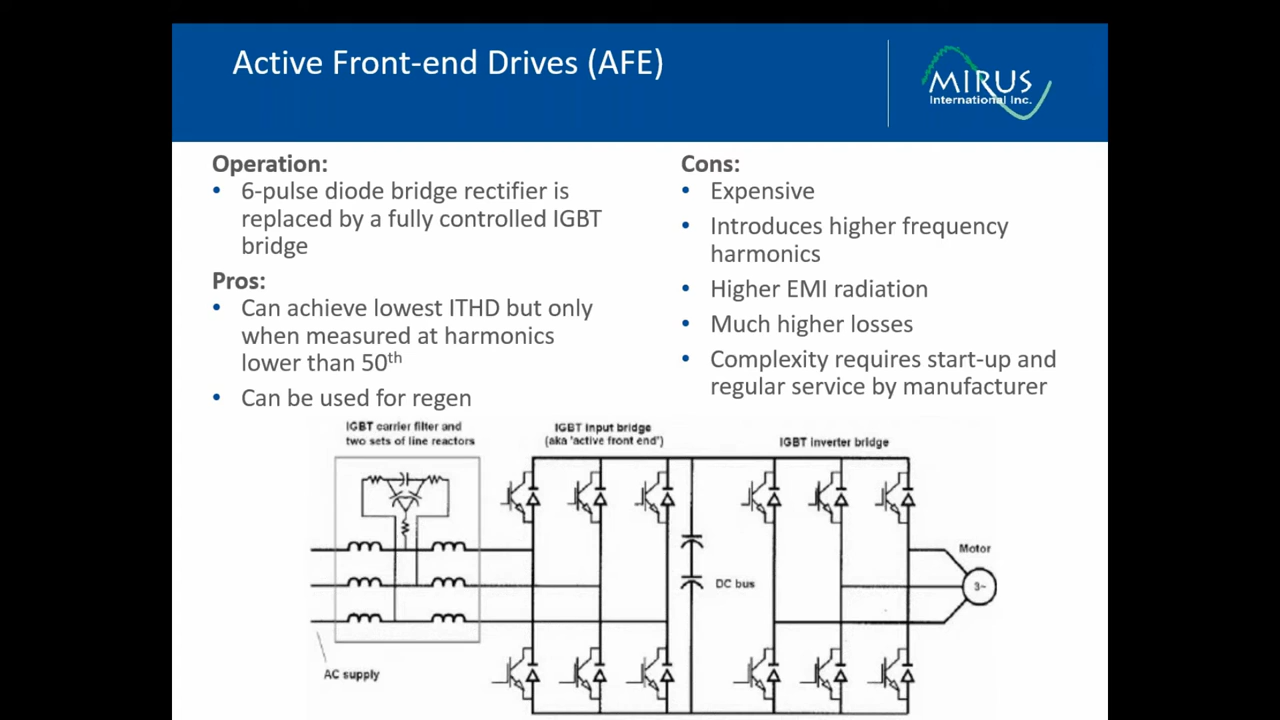 Active Front-end Drives (AFE)
MIRUS
International Inc.
Operation:
• 6-pulse diode bridge rectifier is
replaced by a fully controlled IGBT
bridge
Pros:
• Can achieve lowest ITHD but only
when measured at harmonics
lower than 50th
• Can be used for regen
Cons:
• Expensive
• Introduces higher frequency
harmonics
• Higher EMI radiation
• Much higher losses
• Complexity requires start-up and
regular service by manufacturer
IGBT carrier filter and
two sets of line reactors
IGBT input bridge
(aka 'active front end')
IGBT inverter bridge
Motor
3~
DC bus
AC supply